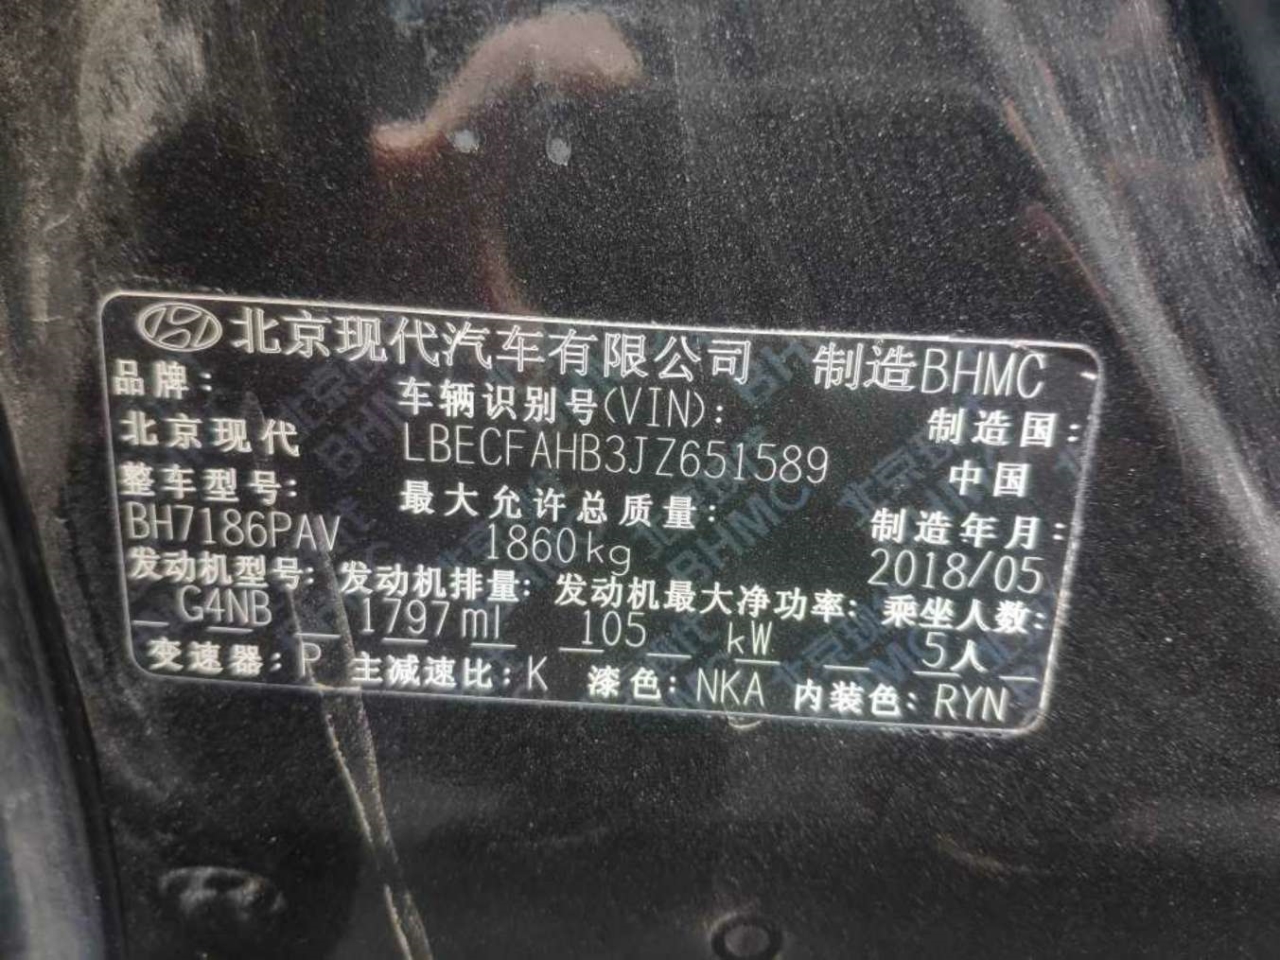 北京现代汽车有限公司 制造BHMC
品牌: 车辆识别号(VIN): 制造国:
北京现代 LBECFAHB3JZ651589 中国
整车型号: 最大允许总质量: 制造年月:
BH7186PAV 1860kg 2018/05
发动机型号: 发动机排量: 发动机最大净功率: 乘坐人数:
G4NB 1797ml 105 kW 5人
变速器: P 主减速比: K 漆色: NKA 内装色: RYN